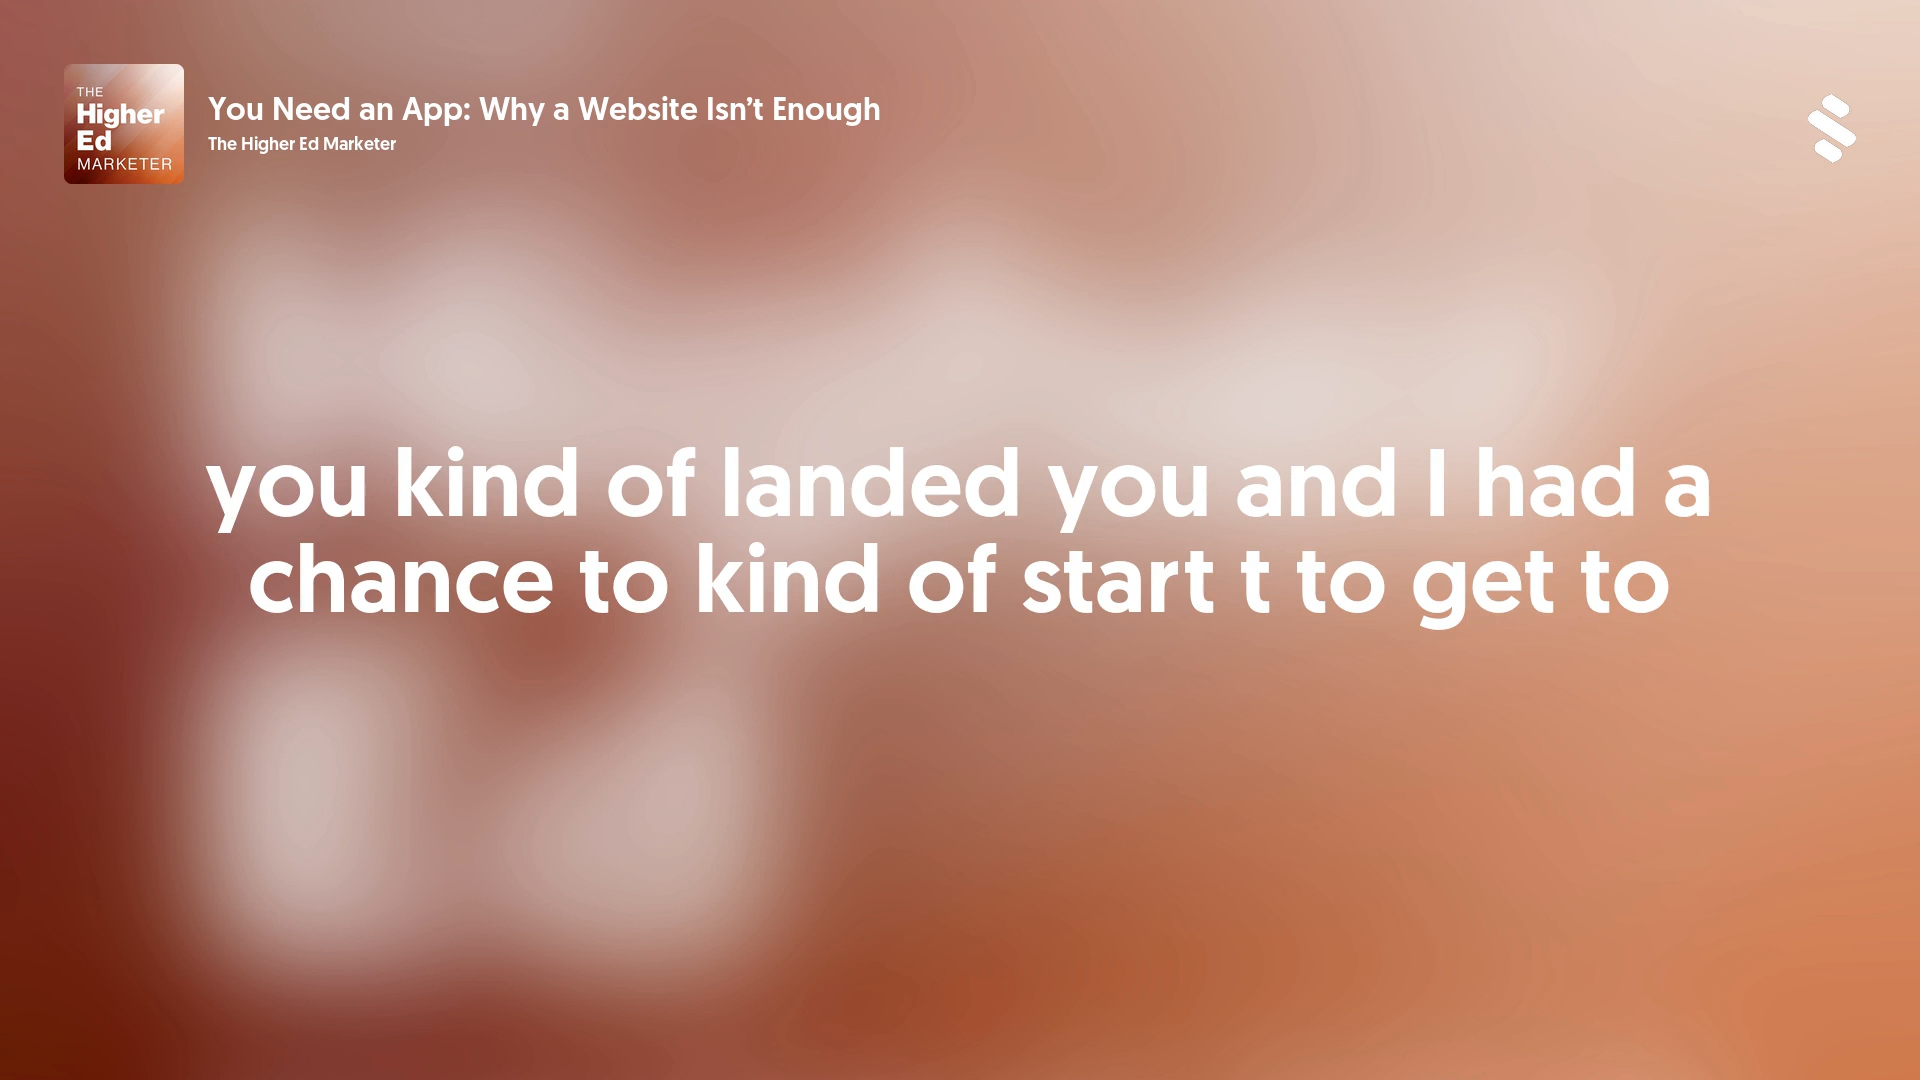 THE
Higher
Ed
MARKETER
You Need an App: Why a Website Isn’t Enough
The Higher Ed Marketer
you kind of landed you and I had a
chance to kind of start t to get to